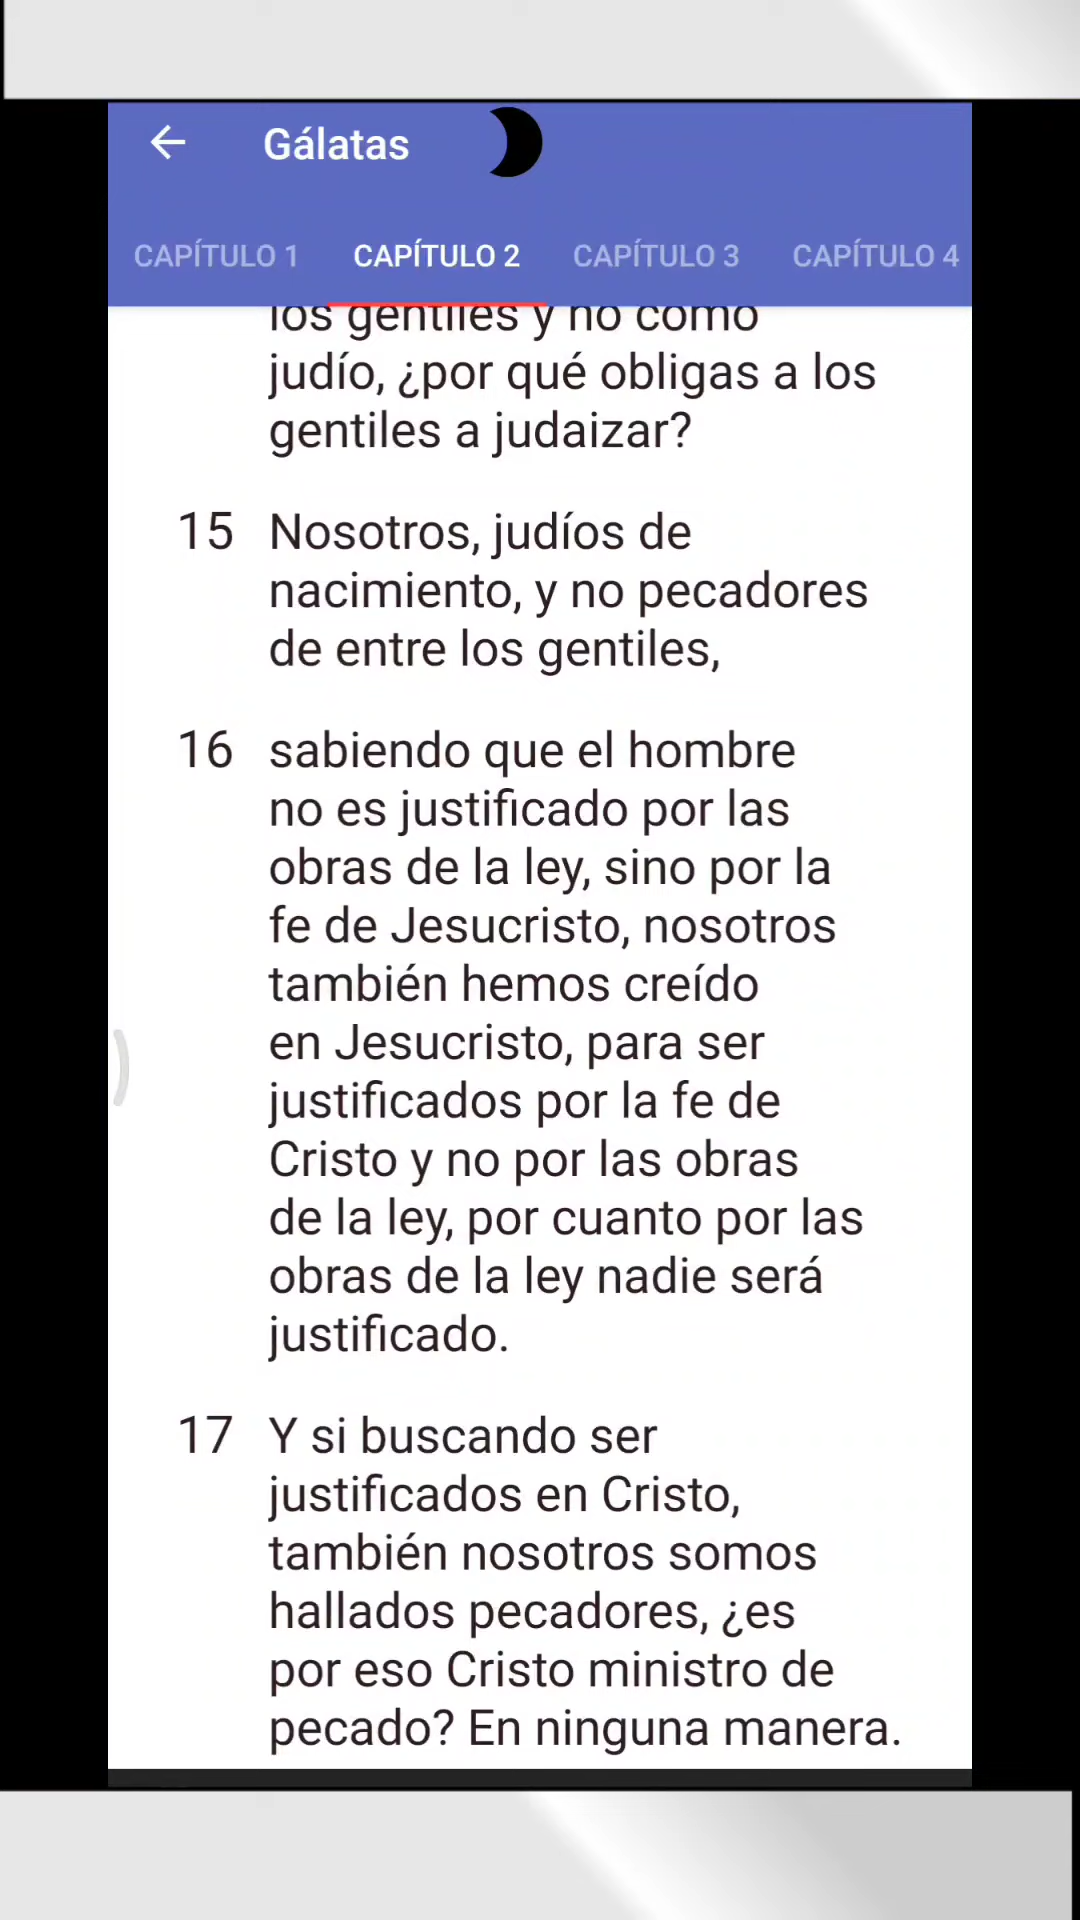 Gálatas
CAPÍTULO 1 CAPÍTULO 2 CAPÍTULO 3 CAPÍTULO 4
los gentiles y no como
judío, ¿por qué obligas a los
gentiles a judaizar?
15 Nosotros, judíos de
nacimiento, y no pecadores
de entre los gentiles,
16 sabiendo que el hombre
no es justificado por las
obras de la ley, sino por la
fe de Jesucristo, nosotros
también hemos creído
en Jesucristo, para ser
justificados por la fe de
Cristo y no por las obras
de la ley, por cuanto por las
obras de la ley nadie será
justificado.
17 Y si buscando ser
justificados en Cristo,
también nosotros somos
hallados pecadores, ¿es
por eso Cristo ministro de
pecado? En ninguna manera.